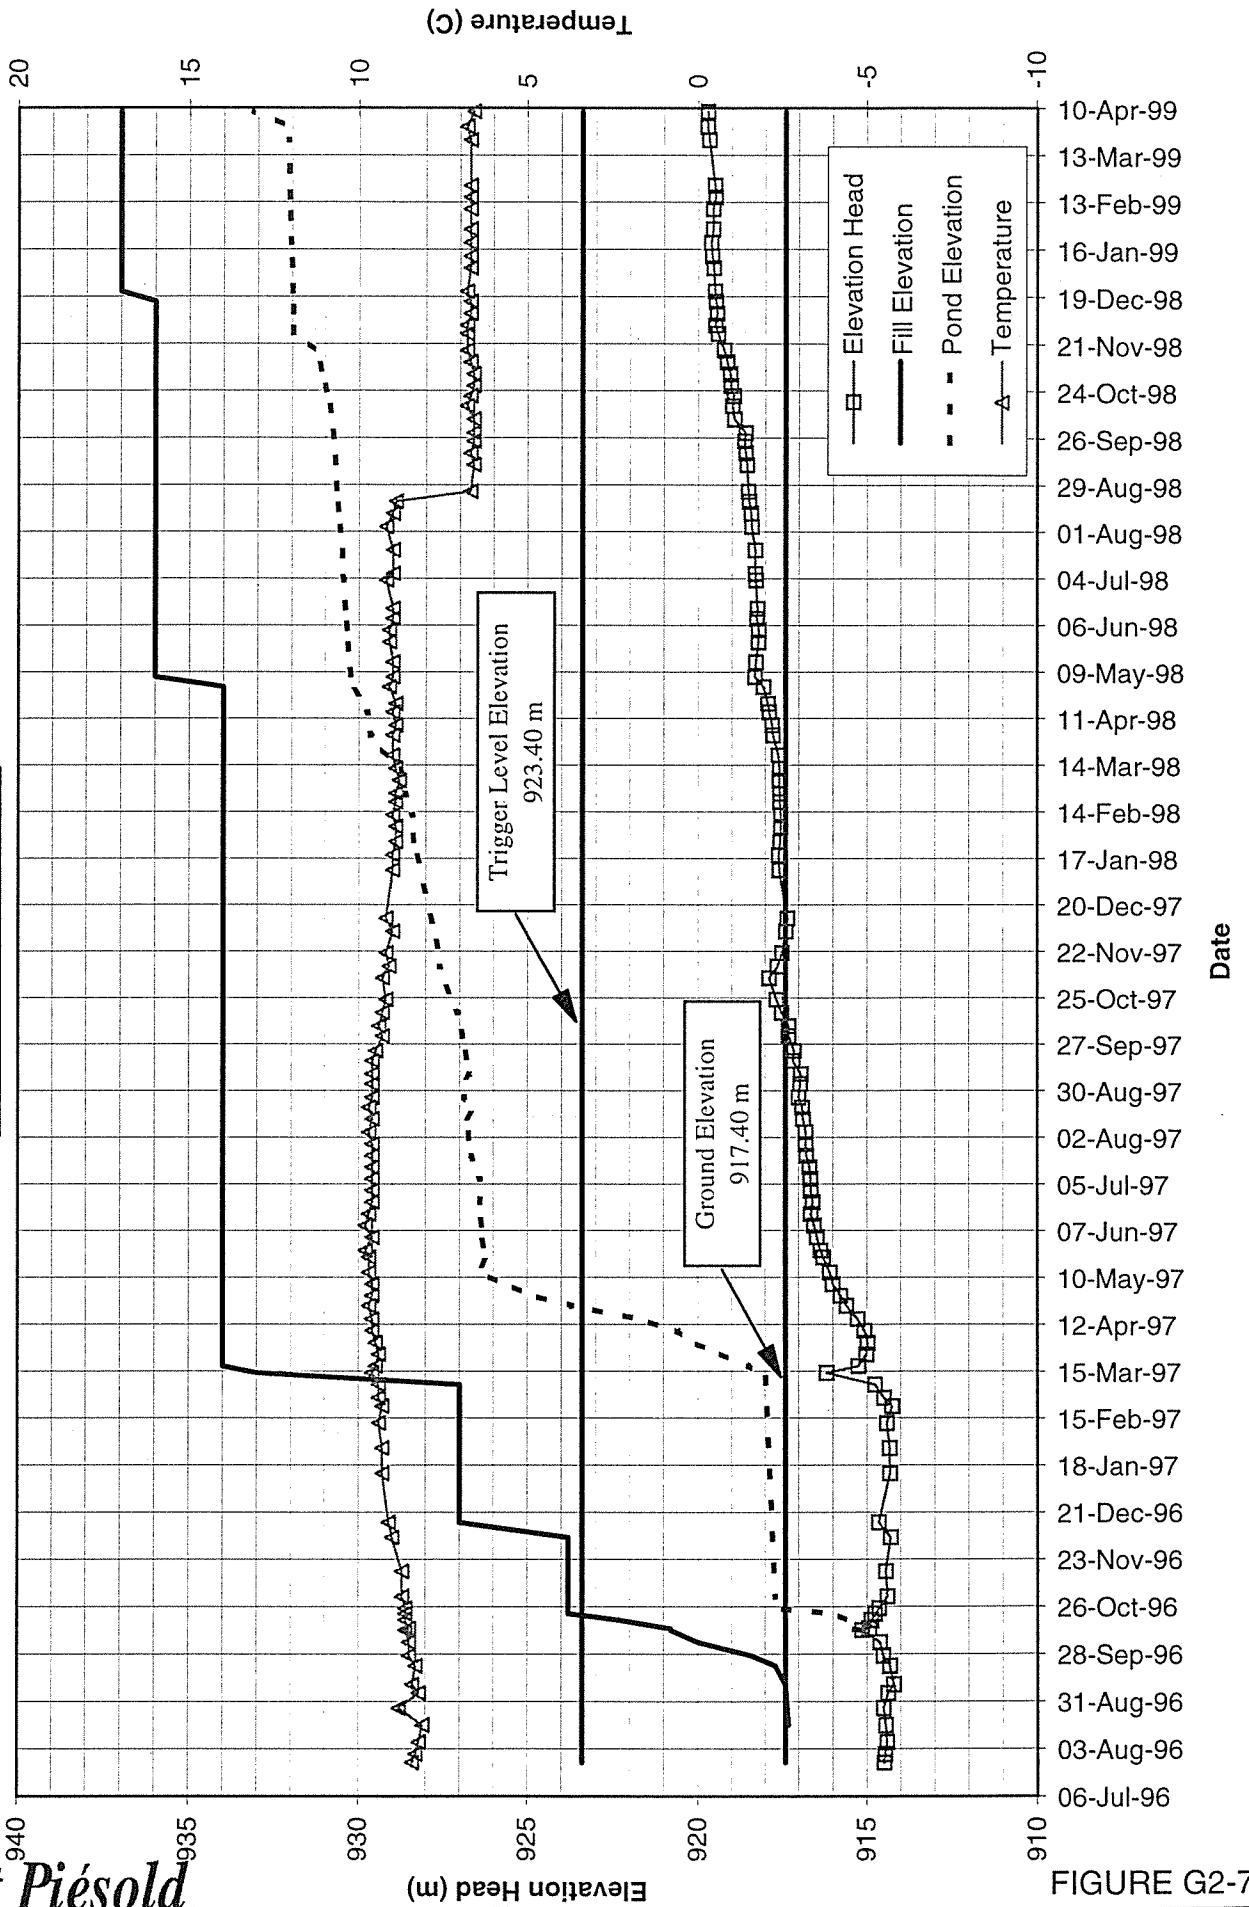 Piésold
FIGURE G2-7
Elevation Head (m)
940
935
930
925
920
915
910
Temperature (C)
20
15
10
5
0
-5
-10
Trigger Level Elevation
923.40 m
Ground Elevation
917.40 m
Elevation Head
Fill Elevation
Pond Elevation
Temperature
06-Jul-96
03-Aug-96
31-Aug-96
28-Sep-96
26-Oct-96
23-Nov-96
21-Dec-96
18-Jan-97
15-Feb-97
15-Mar-97
12-Apr-97
10-May-97
07-Jun-97
05-Jul-97
02-Aug-97
30-Aug-97
27-Sep-97
25-Oct-97
22-Nov-97
20-Dec-97
17-Jan-98
14-Feb-98
14-Mar-98
11-Apr-98
09-May-98
06-Jun-98
04-Jul-98
01-Aug-98
29-Aug-98
26-Sep-98
24-Oct-98
21-Nov-98
19-Dec-98
16-Jan-99
13-Feb-99
13-Mar-99
10-Apr-99
Date